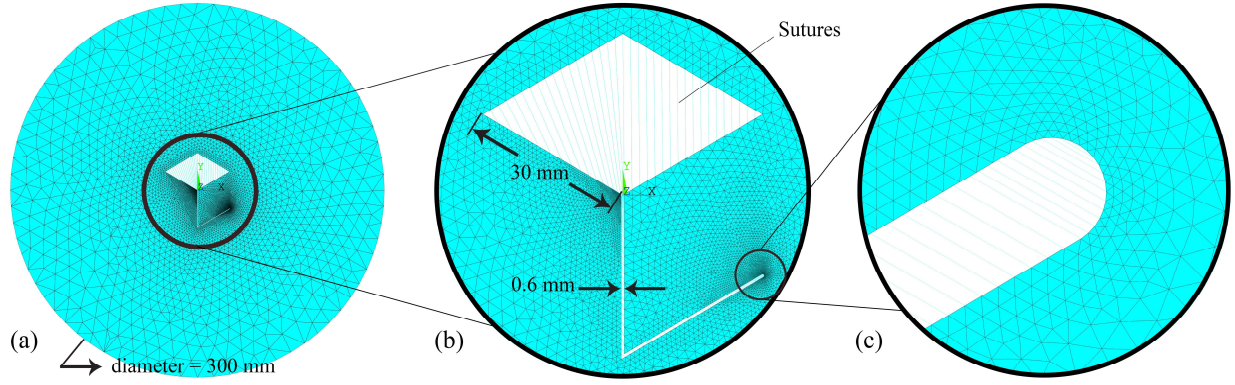 (a)
diameter = 300 mm
Y
Z
X
(b)
Sutures
30 mm
Y
Z
X
0.6 mm
(c)